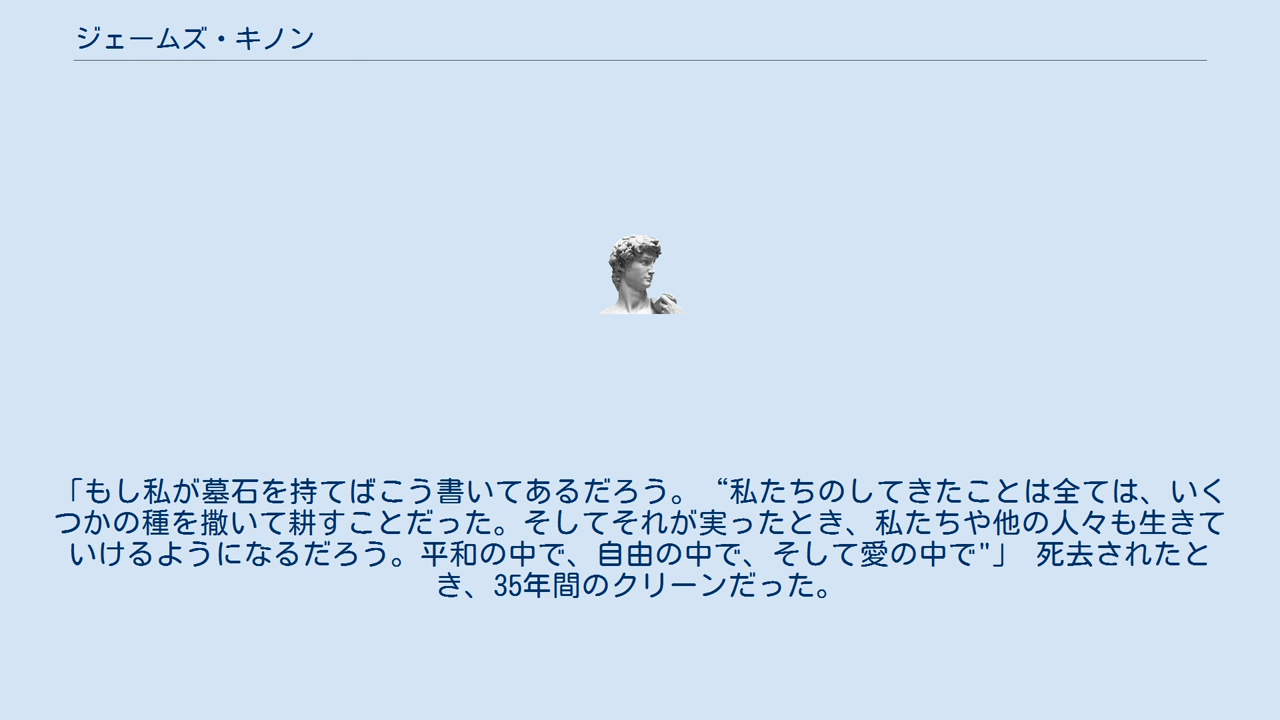 ジェームズ・キノン
「もし私が墓石を持てばこう書いてあるだろう。 “私たちのしてきたことは全ては、いく
つかの種を撒いて耕すことだった。そしてそれが実ったとき、私たちや他の人々も生きて
いけるようになるだろう。平和の中で、自由の中で、そして愛の中で"」 死去されたと
き、35年間のクリーンだった。